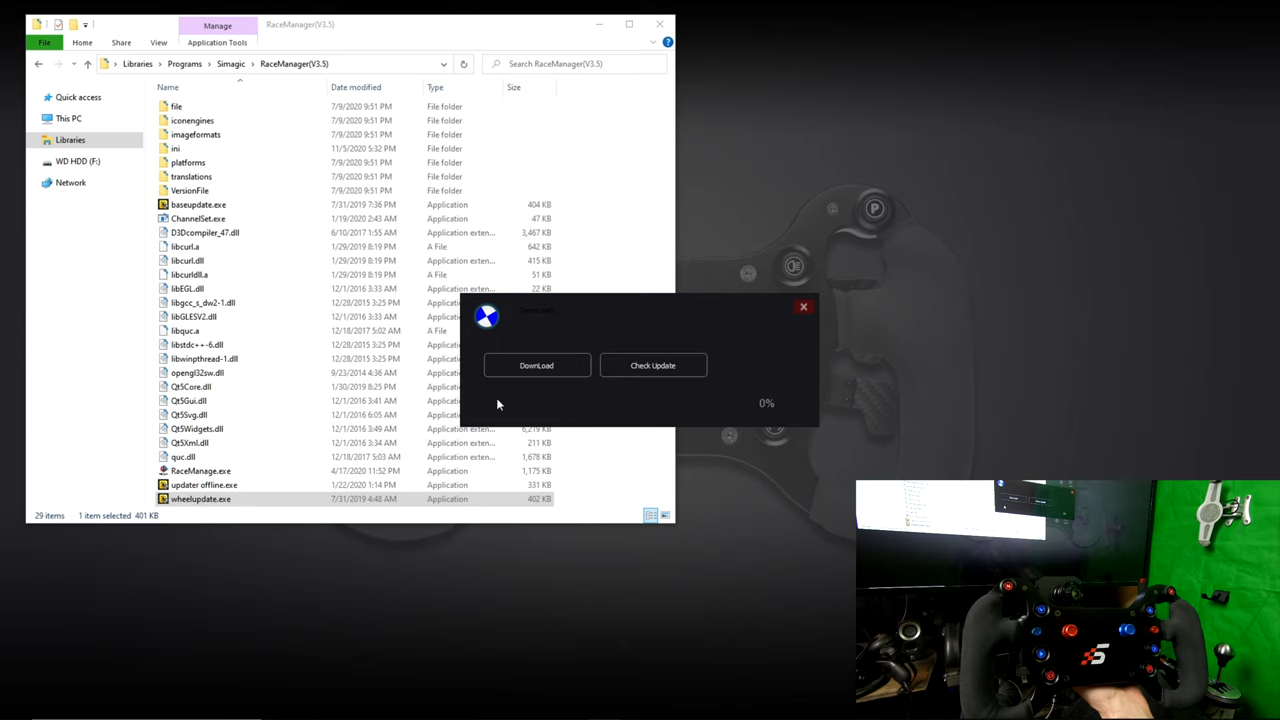 Manage
RaceManager(V3.5)
File Home Share View Application Tools
Libraries Programs Simagic RaceManager(V3.5) Search RaceManager(V3.5)
Name Date modified Type Size
Quick access
This PC
Libraries
WD HDD (F:)
Network
file 7/9/2020 9:51 PM File folder
iconengines 7/9/2020 9:51 PM File folder
imageformats 7/9/2020 9:51 PM File folder
ini 11/5/2020 5:32 PM File folder
platforms 7/9/2020 9:51 PM File folder
translations 7/9/2020 9:51 PM File folder
VersionFile 7/9/2020 9:51 PM File folder
baseupdate.exe 7/31/2019 7:36 PM Application 404 KB
ChannelSet.exe 1/19/2020 2:43 AM Application 47 KB
D3Dcompiler_47.dll 6/10/2017 1:55 AM Application exten... 3,467 KB
libcurl.a 1/29/2019 8:19 PM A File 642 KB
libcurl.dll 1/29/2019 8:19 PM Application exten... 415 KB
libcurldll.a 1/29/2019 8:19 PM A File 51 KB
libEGL.dll 12/1/2016 3:33 AM Application exten... 22 KB
libgcc_s_dw2-1.dll 12/28/2015 3:25 PM Applicatio
libGLESV2.dll 12/1/2016 3:34 AM Applicatio
libquc.a 12/18/2017 5:02 AM A File
libstdc++-6.dll 12/28/2015 3:25 PM Applicatio
libwinpthread-1.dll 12/28/2015 3:25 PM Applicatio
opengl32sw.dll 9/23/2014 4:36 AM Applicatio
Qt5Core.dll 1/30/2019 8:25 PM Applicatio
Qt5Gui.dll 12/1/2016 3:41 AM Applicatio
Qt5Svg.dll 12/1/2016 6:05 AM Applicatio
Qt5Widgets.dll 12/1/2016 3:46 AM Application exten... 6,219 KB
Qt5Xml.dll 12/1/2016 3:34 AM Application exten... 211 KB
quc.dll 12/18/2017 5:03 AM Application exten... 1,678 KB
RaceManage.exe 4/17/2020 11:52 PM Application 1,175 KB
updater offline.exe 1/22/2020 1:14 PM Application 331 KB
wheelupdate.exe 7/31/2019 4:48 AM Application 402 KB
29 items 1 item selected 401 KB
DownLoad Check Update
0%
P